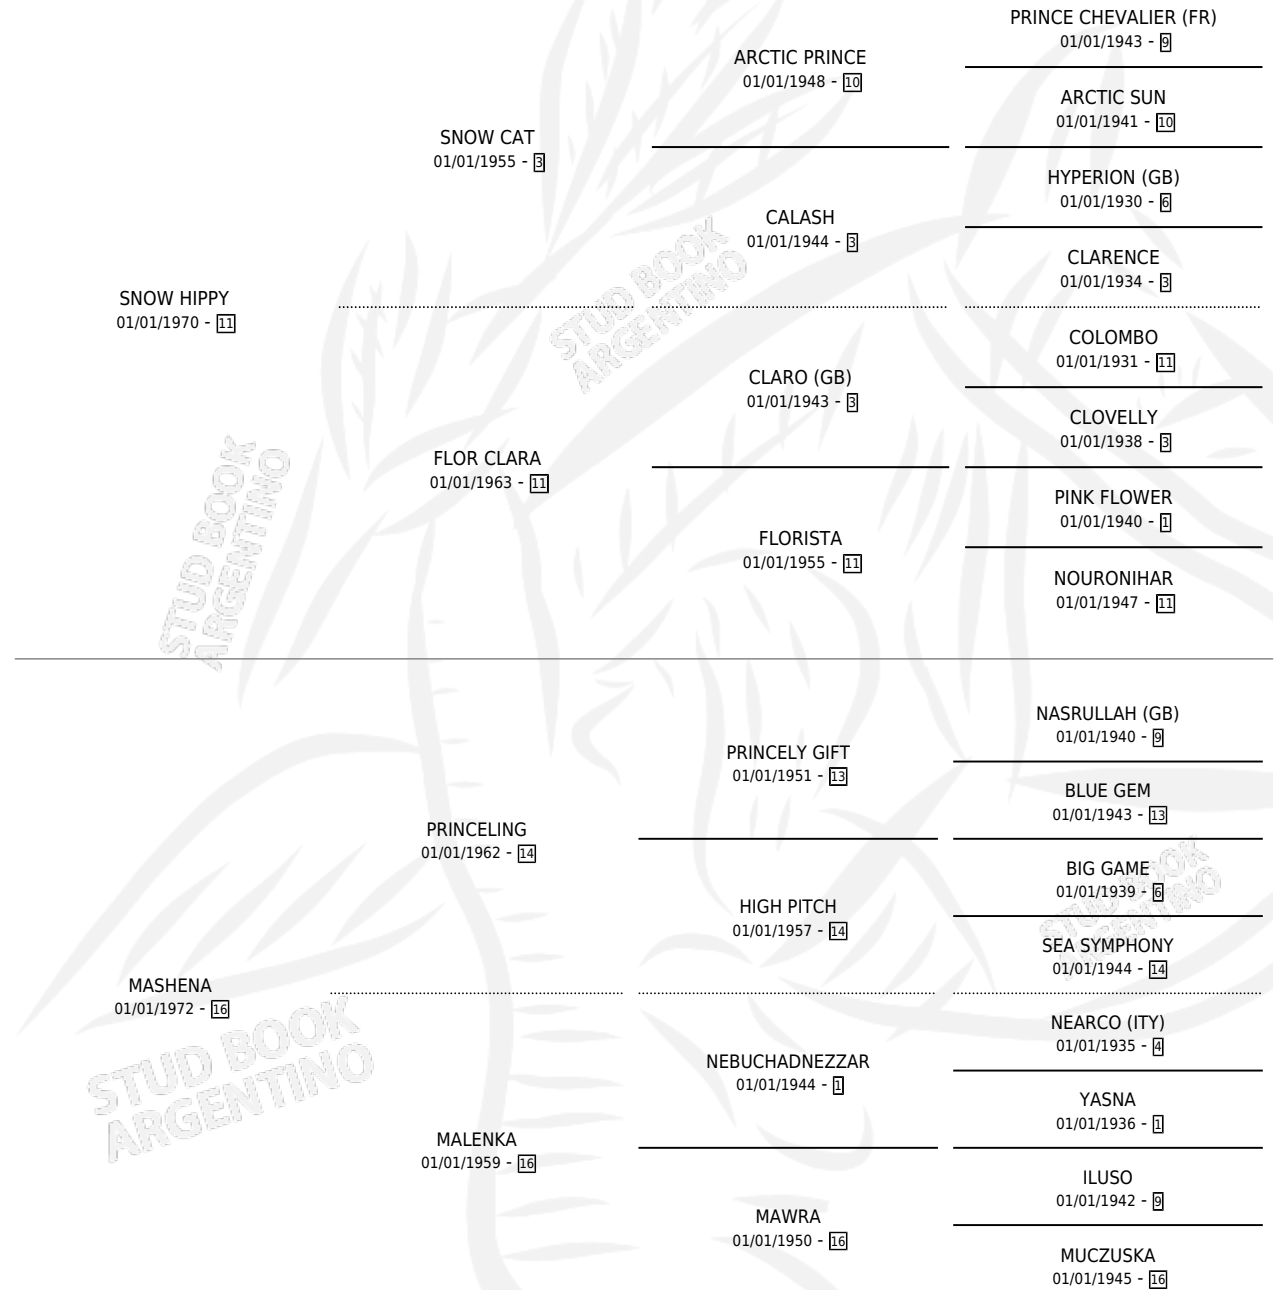 PRINCE CHEVALIER (FR)
01/01/1943 - 9
ARCTIC PRINCE
01/01/1948 - 10
ARCTIC SUN
01/01/1941 - 10
SNOW CAT
01/01/1955 - 3
HYPERION (GB)
01/01/1930 - 6
CALASH
01/01/1944 - 3
CLARENCE
01/01/1934 - 3
SNOW HIPPY
01/01/1970 - 11
STUD BOOK
ARGENTINO
COLOMBO
01/01/1931 - 11
CLARO (GB)
01/01/1943 - 3
CLOVELLY
01/01/1938 - 3
FLOR CLARA
01/01/1963 - 11
PINK FLOWER
01/01/1940 - 1
FLORISTA
01/01/1955 - 11
NOURONIHAR
01/01/1947 - 11
STUD BOOK
ARGENTINO
NASRULLAH (GB)
01/01/1940 - 9
PRINCELY GIFT
01/01/1951 - 13
BLUE GEM
01/01/1943 - 13
PRINCELING
01/01/1962 - 14
BIG GAME
01/01/1939 - 6
HIGH PITCH
01/01/1957 - 14
STUD BOOK
ARGENTINO
SEA SYMPHONY
01/01/1944 - 14
MASHENA
01/01/1972 - 16
NEARCO (ITY)
01/01/1935 - 4
STUD BOOK
ARGENTINO
NEBUCHADNEZZAR
01/01/1944 - 1
YASNA
01/01/1936 - 1
MALENKA
01/01/1959 - 16
ILUSO
01/01/1942 - 9
MAWRA
01/01/1950 - 16
MUCZUSKA
01/01/1945 - 16